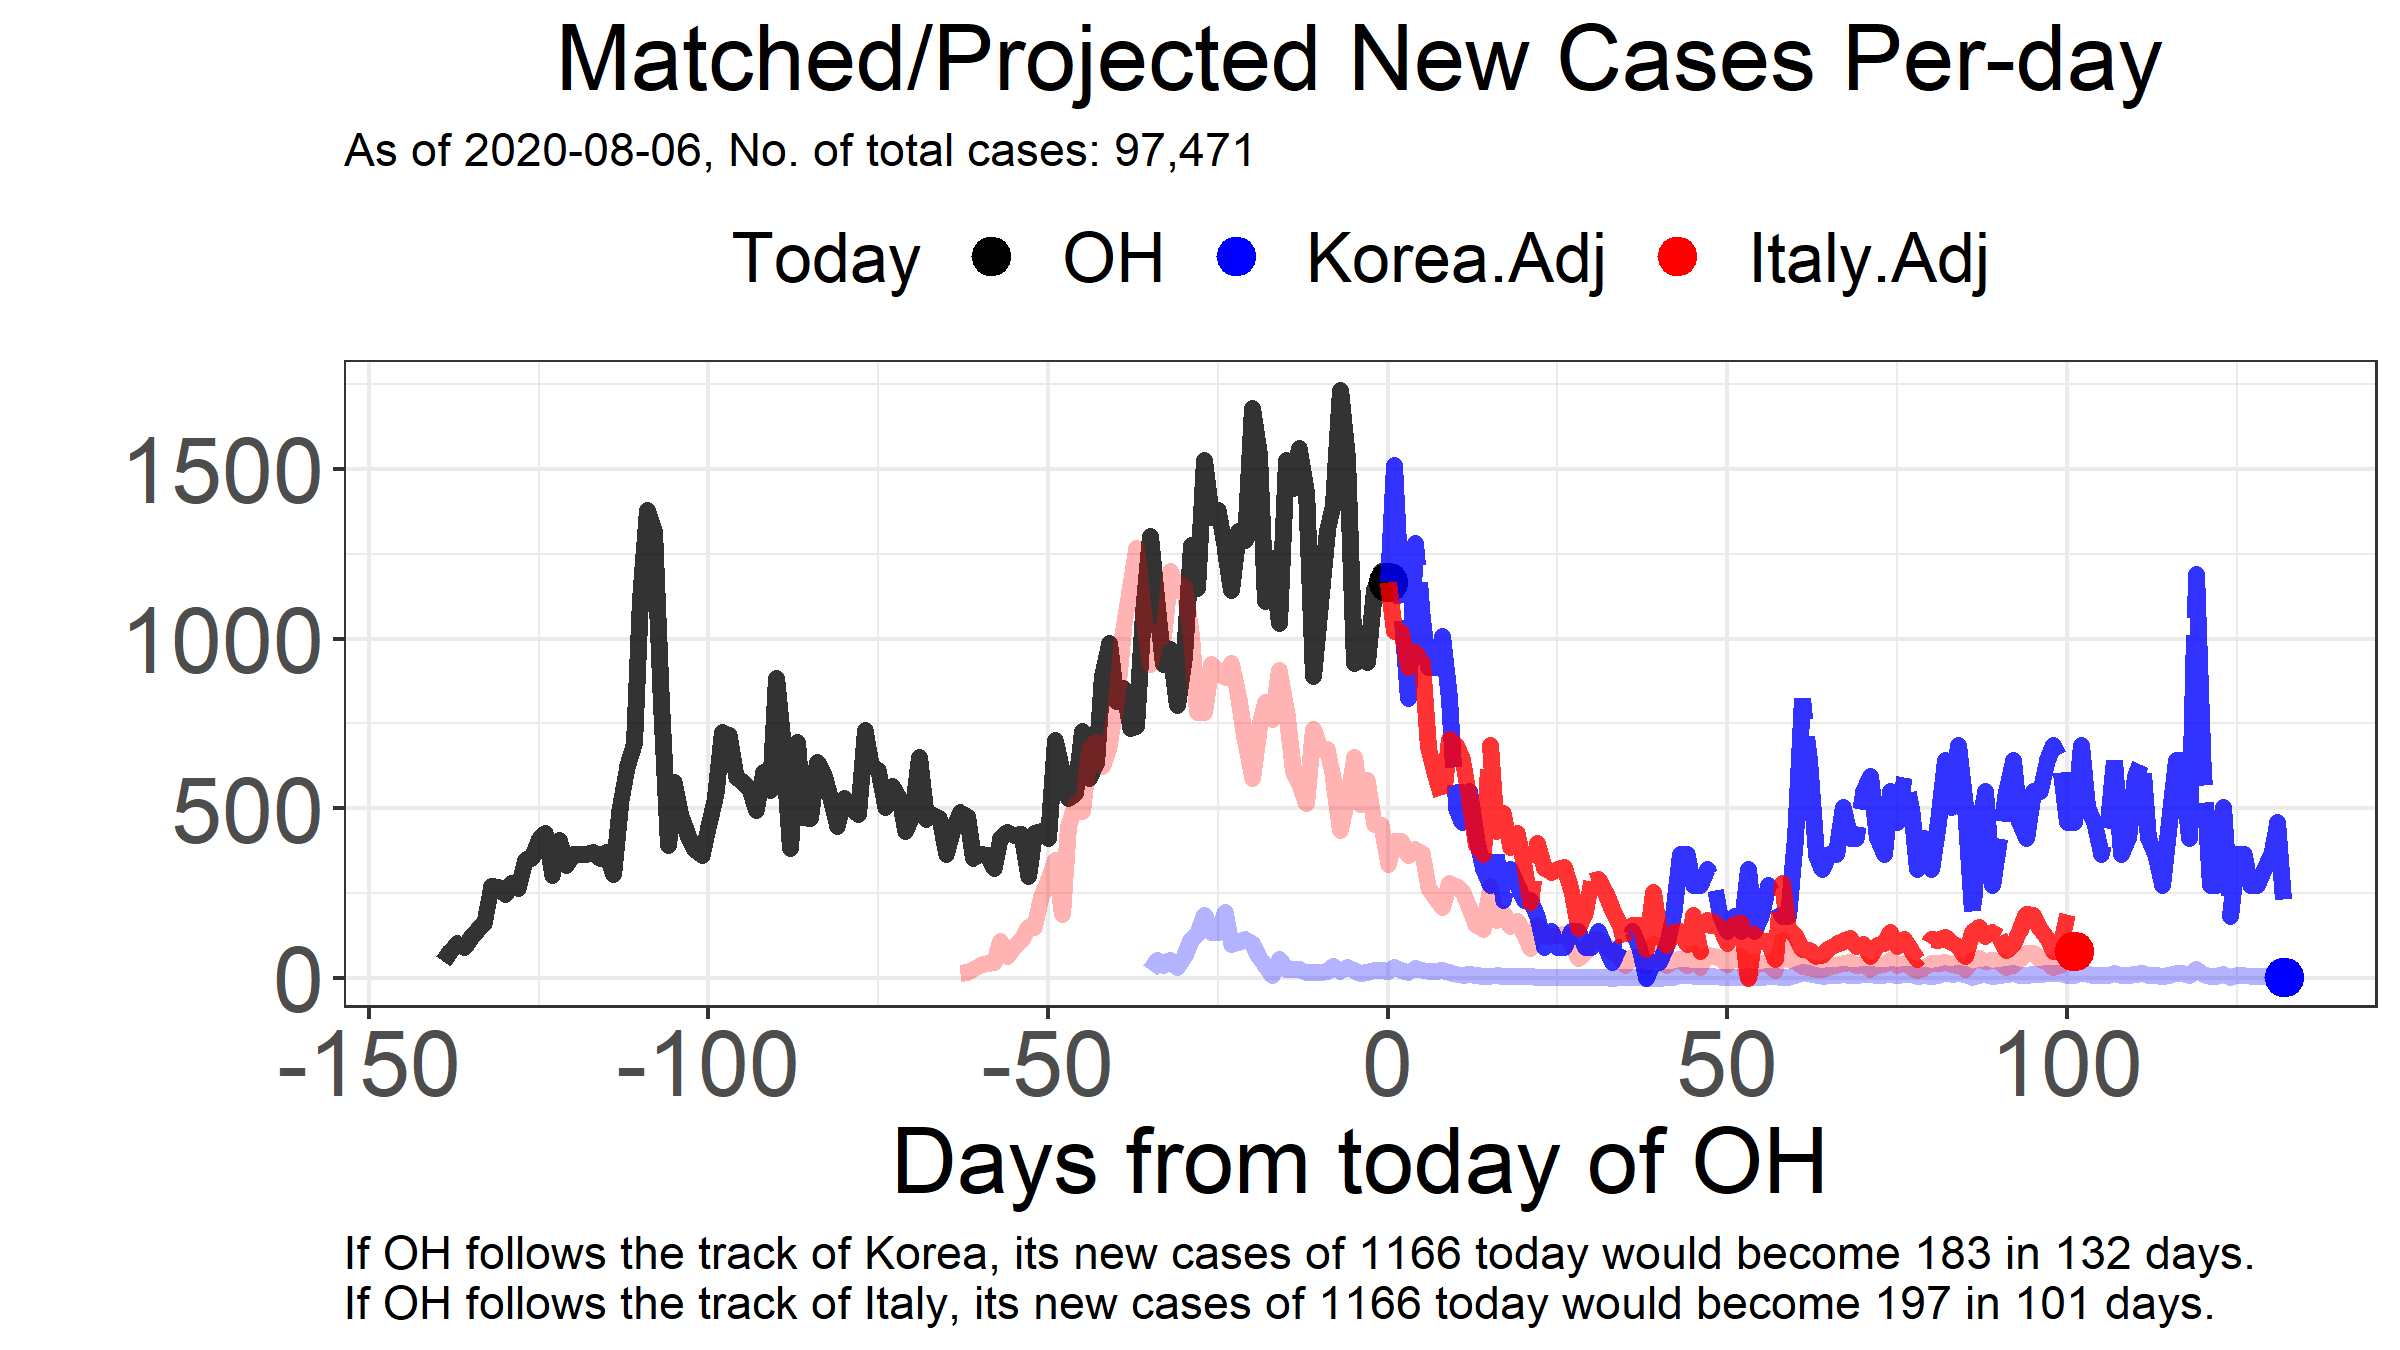 Matched/Projected New Cases Per-day
As of 2020-08-06, No. of total cases: 97,471
Today OH Korea.Adj Italy.Adj
1500
1000
500
0
-150 -100 -50 0 50 100
Days from today of OH
If OH follows the track of Korea, its new cases of 1166 today would become 183 in 132 days.
If OH follows the track of Italy, its new cases of 1166 today would become 197 in 101 days.